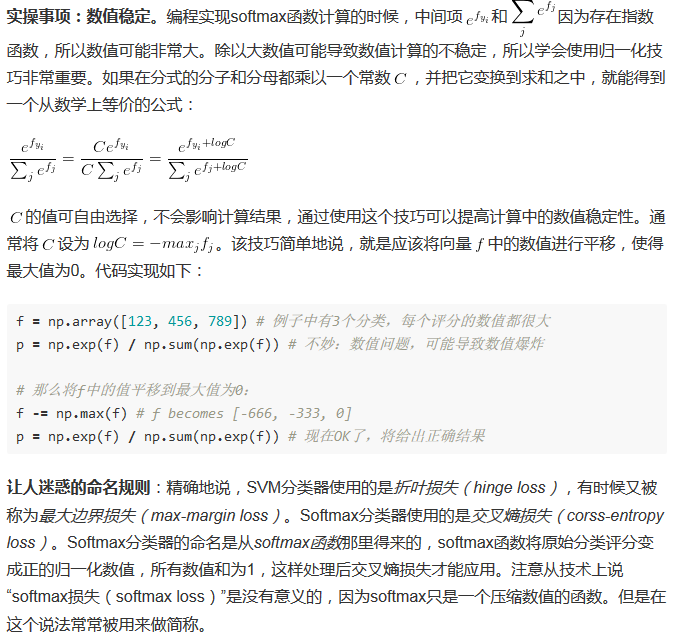 实操事项：数值稳定。编程实现softmax函数计算的时候，中间项 e^{f_{y_i}} 和 \sum_j e^{f_j} 因为存在指数
函数，所以数值可能非常大。除以大数值可能导致数值计算的不稳定，所以学会使用归一化技
巧非常重要。如果在分式的分子和分母都乘以一个常数 C ，并把它变换到求和之中，就能得到
一个从数学上等价的公式：
\frac{e^{f_{y_i}}}{\sum_j e^{f_j}} = \frac{Ce^{f_{y_i}}}{C\sum_j e^{f_j}} = \frac{e^{f_{y_i}+logC}}{\sum_j e^{f_j+logC}}
C 的值可自由选择，不会影响计算结果，通过使用这个技巧可以提高计算中的数值稳定性。通
常将 C 设为 logC = -max_j f_j 。该技巧简单地说，就是应该将向量 f 中的数值进行平移，使得
最大值为0。代码实现如下：
f = np.array([123, 456, 789]) # 例子中有3个分类，每个评分的数值都很大
p = np.exp(f) / np.sum(np.exp(f)) # 不妙：数值问题，可能导致数值爆炸
# 那么将f中的值平移到最大值为0：
f -= np.max(f) # f becomes [-666, -333, 0]
p = np.exp(f) / np.sum(np.exp(f)) # 现在OK了，将给出正确结果
让人迷惑的命名规则：精确地说，SVM分类器使用的是折叶损失（hinge loss），有时候又被
称为最大边界损失（max-margin loss）。Softmax分类器使用的是交叉熵损失（corss-entropy
loss）。Softmax分类器的命名是从softmax函数那里得来的，softmax函数将原始分类评分变
成正的归一化数值，所有数值和为1，这样处理后交叉熵损失才能应用。注意从技术上说
“softmax损失（softmax loss）”是没有意义的，因为softmax只是一个压缩数值的函数。但是在
这个说法常常被用来做简称。